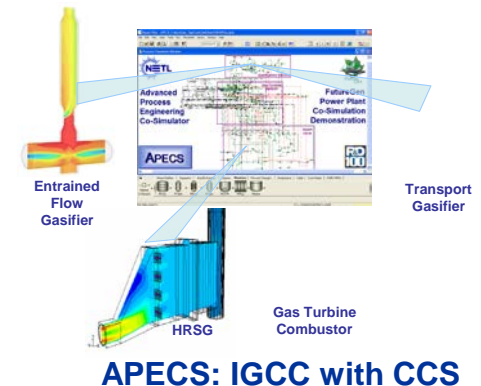 NETL
Advanced
Process
Engineering
Co-Simulator
FutureGen
Power Plant
Co-Simulation
Demonstration
APECS
R&D
100
Entrained
Flow
Gasifier
Transport
Gasifier
HRSG
Gas Turbine
Combustor
APECS: IGCC with CCS